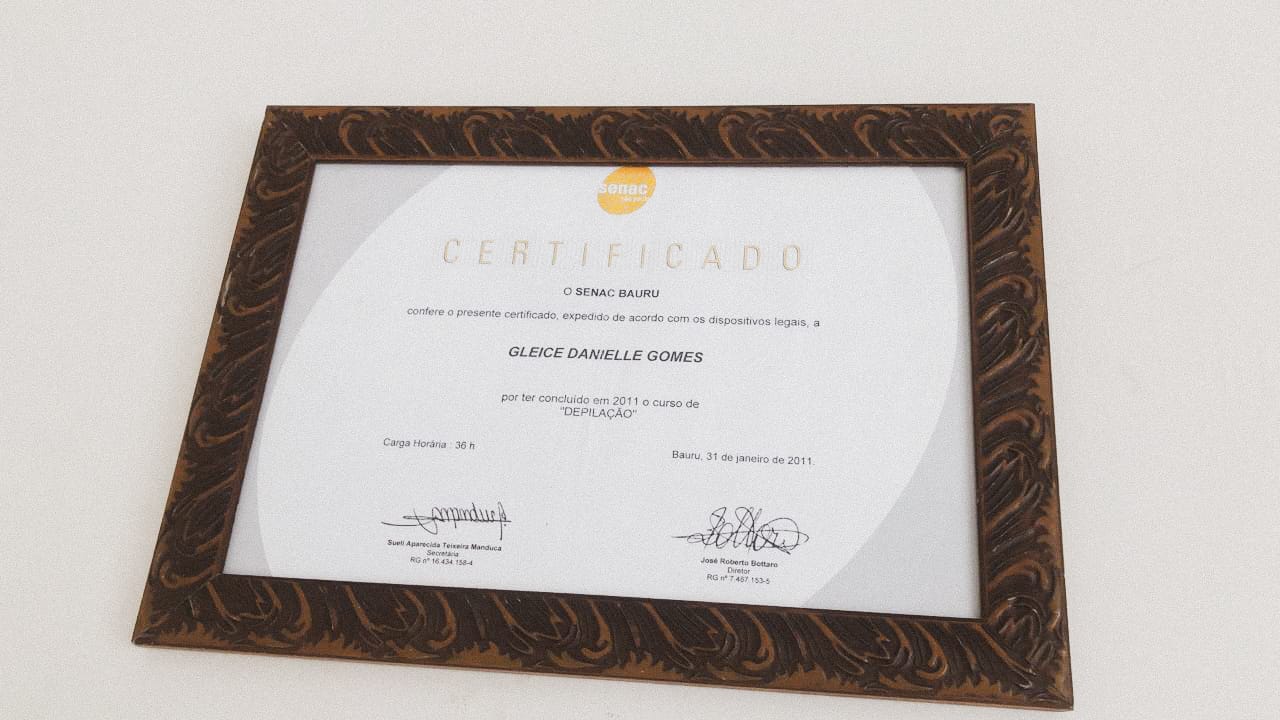 senac
são paulo
CERTIFICADO
O SENAC BAURU
confere o presente certificado, expedido de acordo com os dispositivos legais, a
GLEICE DANIELLE GOMES
por ter concluído em 2011 o curso de
"DEPILAÇÃO"
Carga Horária : 36 h
Bauru, 31 de janeiro de 2011.
Sueli Aparecida Teixeira Manduca
Secretária
RG nº 16.434.158-4
José Roberto Bottaro
Diretor
RG nº 7.487.153-5